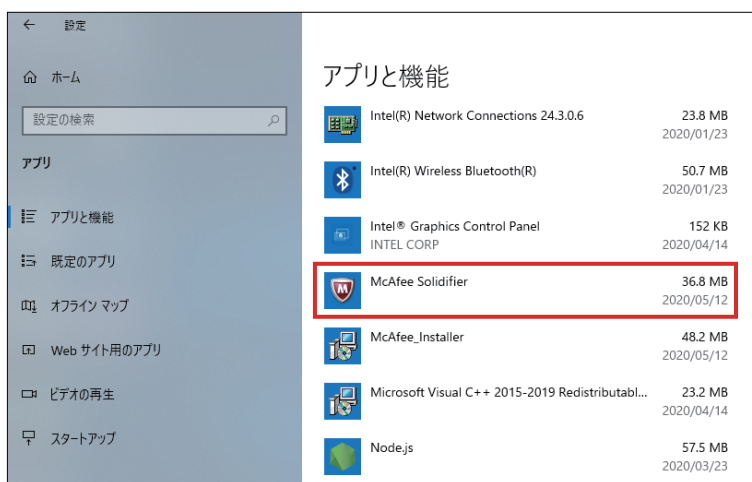 設定
ホーム
設定の検索
アプリ
アプリと機能
既定のアプリ
オフライン マップ
Web サイト用のアプリ
ビデオの再生
スタートアップ
アプリと機能
Intel(R) Network Connections 24.3.0.6 23.8 MB
2020/01/23
Intel(R) Wireless Bluetooth(R) 50.7 MB
2020/01/23
Intel® Graphics Control Panel 152 KB
INTEL CORP 2020/04/14
McAfee Solidifier 36.8 MB
2020/05/12
McAfee_Installer 48.2 MB
2020/05/12
Microsoft Visual C++ 2015-2019 Redistributabl... 23.2 MB
2020/04/14
Node.js 57.5 MB
2020/03/23